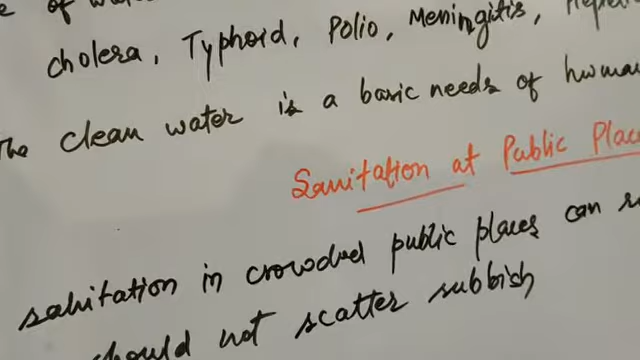 of
cholera, Typhoid, Polio, Meningitis,
The clean water is a basic needs of
Sanitation at Public
sanitation in crowded public places can
should not scatter rubbish